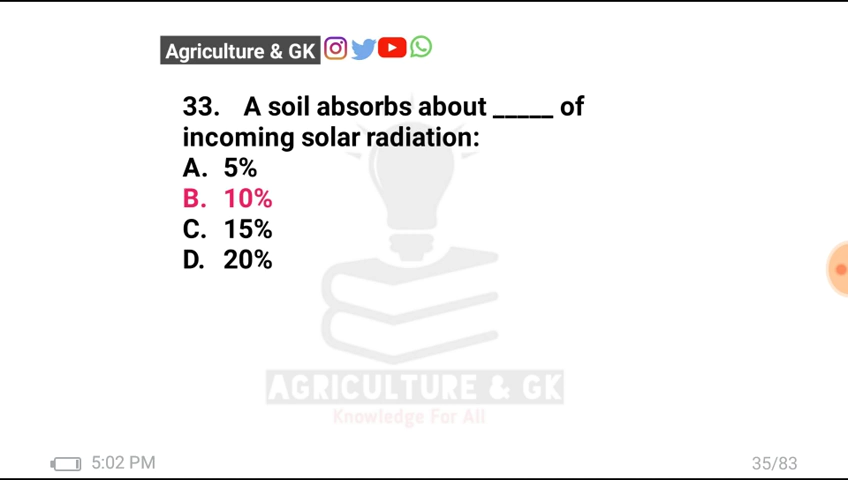 Agriculture & GK
33. A soil absorbs about _____ of
incoming solar radiation:
A. 5%
B. 10%
C. 15%
D. 20%
AGRICULTURE & GK
Knowledge For All
5:02 PM
35/83